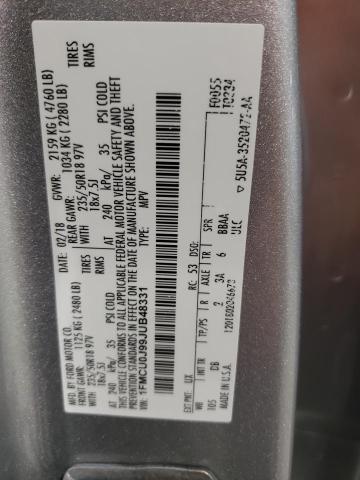 MFD. BY FORD MOTOR CO.
DATE: 02/18 GVWR: 2159 KG ( 4760 LB)
FRONT GAWR: 1125 KG ( 2480 LB) REAR GAWR: 1034 KG ( 2280 LB)
WITH 235/50R18 97V TIRES WITH 235/50R18 97V TIRES
18x7.5J RIMS 18x7.5J RIMS
AT 240 kPa/ 35 PSI COLD AT 240 kPa/ 35 PSI COLD
THIS VEHICLE CONFORMS TO ALL APPLICABLE FEDERAL MOTOR VEHICLE SAFETY AND THEFT
PREVENTION STANDARDS IN EFFECT ON THE DATE OF MANUFACTURE SHOWN ABOVE.
VIN: 1FMCU0J99JUB48331 F0055
TYPE: MPV T0234
EXT PNT: UX RC: 53 DSO:
WB INT TR TP/PS R AXLE TR SPR
105 DB 2 3A 6 BBAA
ULC
5U5A-3520472-AA